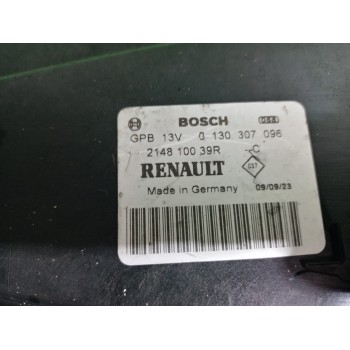 BOSCH
GPB 13V 0 130 307 096
2148 100 39R -C
RENAULT
Made in Germany 09/09/23